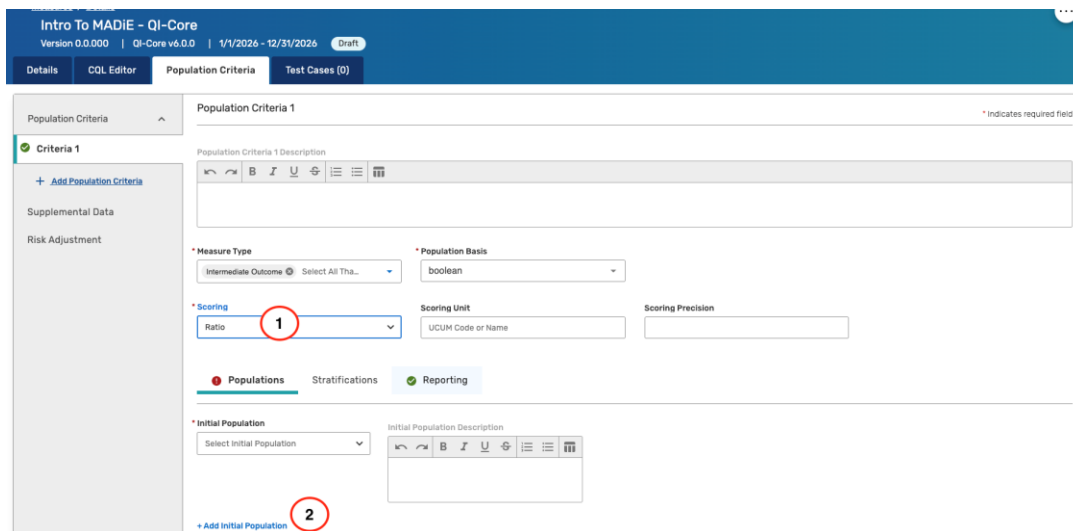 Intro To MADiE - QI-Core
Version 0.0.000 | QI-Core v6.0.0 | 1/1/2026 - 12/31/2026 Draft
Details CQL Editor Population Criteria Test Cases (0)
Population Criteria
Criteria 1
+ Add Population Criteria
Supplemental Data
Risk Adjustment
Population Criteria 1
* Indicates required field
Population Criteria 1 Description
B I U S
* Measure Type * Population Basis
Intermediate Outcome Select All Tha... boolean
* Scoring Scoring Unit Scoring Precision
Ratio 1 UCUM Code or Name
Populations Stratifications Reporting
* Initial Population Initial Population Description
Select Initial Population B I U S
+ Add Initial Population 2